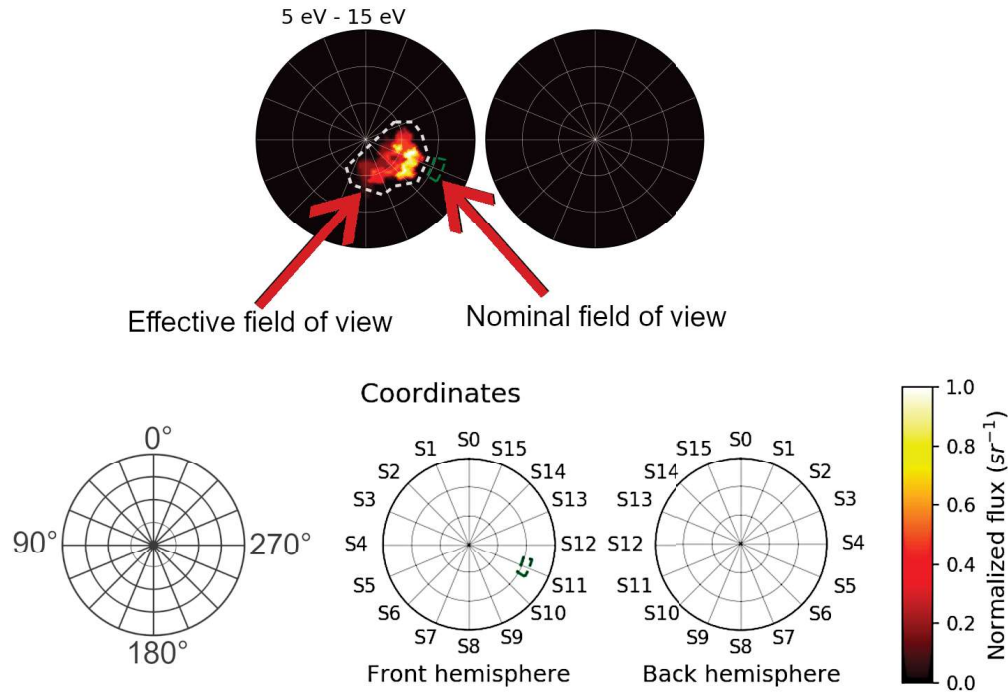 5 eV - 15 eV
Effective field of view
Nominal field of view
Coordinates
0°
90°
270°
180°
S0
S1
S15
S2
S14
S3
S13
S4
S12
S5
S11
S6
S10
S7
S9
S8
Front hemisphere
S0
S15
S1
S14
S2
S13
S3
S12
S4
S11
S5
S10
S6
S9
S7
S8
Back hemisphere
1.0
0.8
0.6
0.4
0.2
0.0
Normalized flux (sr⁻¹)